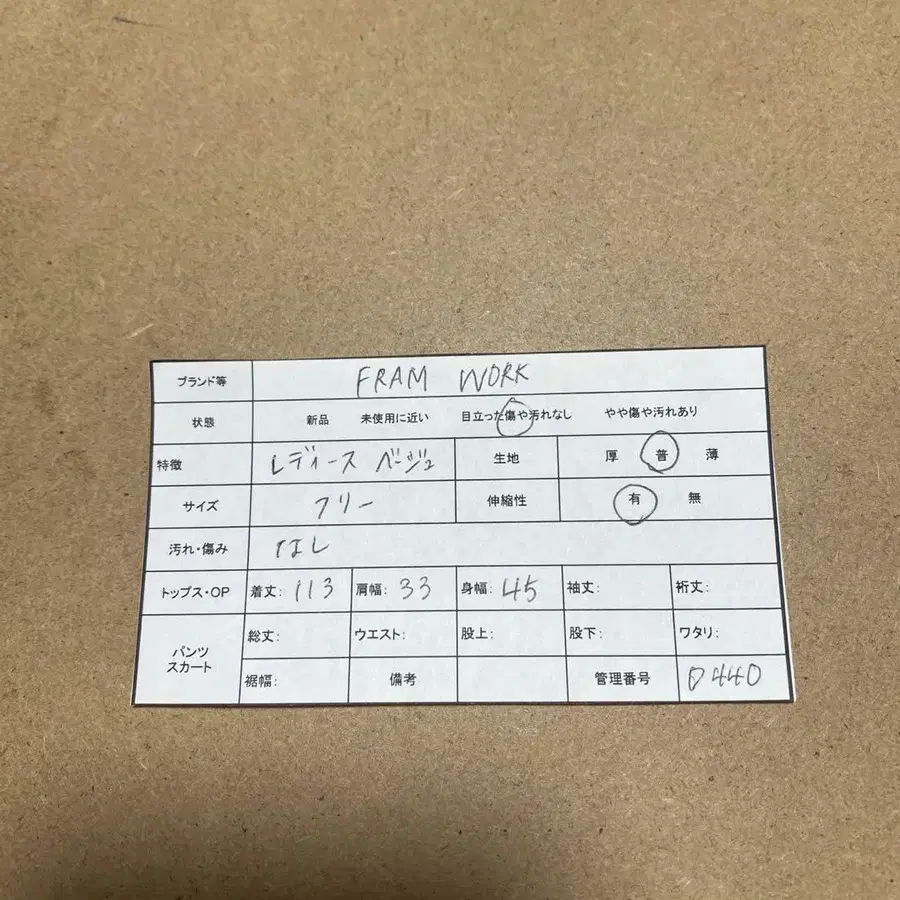 ブランド等 FRAM WORK
状態 新品 未使用に近い 目立った傷や汚れなし やや傷や汚れあり
特徴 レディース ベージュ 生地 厚 普 薄
サイズ フリー 伸縮性 有 無
汚れ・傷み なし
トップス・OP 着丈: 113 肩幅: 33 身幅: 45 袖丈: 裄丈:
パンツ
スカート
総丈: ウエスト: 股上: 股下: ワタリ:
裾幅: 備考 管理番号 0440